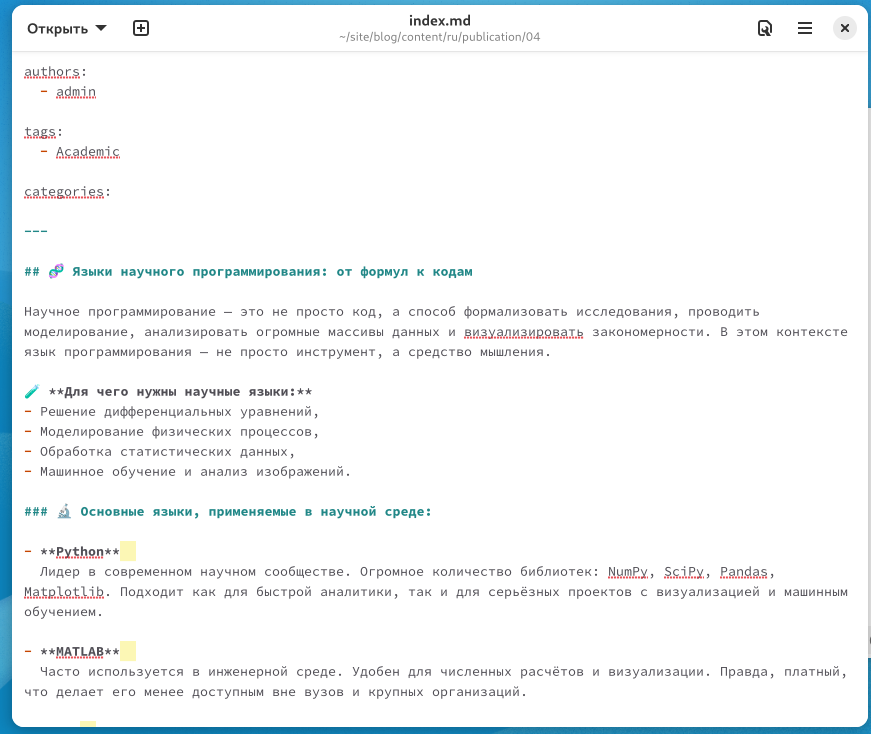 Открыть
index.md
~/site/blog/content/ru/publication/04
authors:
- admin
tags:
- Academic
categories:
---
## 🧬 Языки научного программирования: от формул к кодам
Научное программирование — это не просто код, а способ формализовать исследования, проводить
моделирование, анализировать огромные массивы данных и визуализировать закономерности. В этом контексте
язык программирования — не просто инструмент, а средство мышления.
🧪 **Для чего нужны научные языки:**
- Решение дифференциальных уравнений,
- Моделирование физических процессов,
- Обработка статистических данных,
- Машинное обучение и анализ изображений.
### 🔬 Основные языки, применяемые в научной среде:
- **Python**
Лидер в современном научном сообществе. Огромное количество библиотек: NumPy, SciPy, Pandas,
Matplotlib. Подходит как для быстрой аналитики, так и для серьёзных проектов с визуализацией и машинным
обучением.
- **MATLAB**
Часто используется в инженерной среде. Удобен для численных расчётов и визуализации. Правда, платный,
что делает его менее доступным вне вузов и крупных организаций.